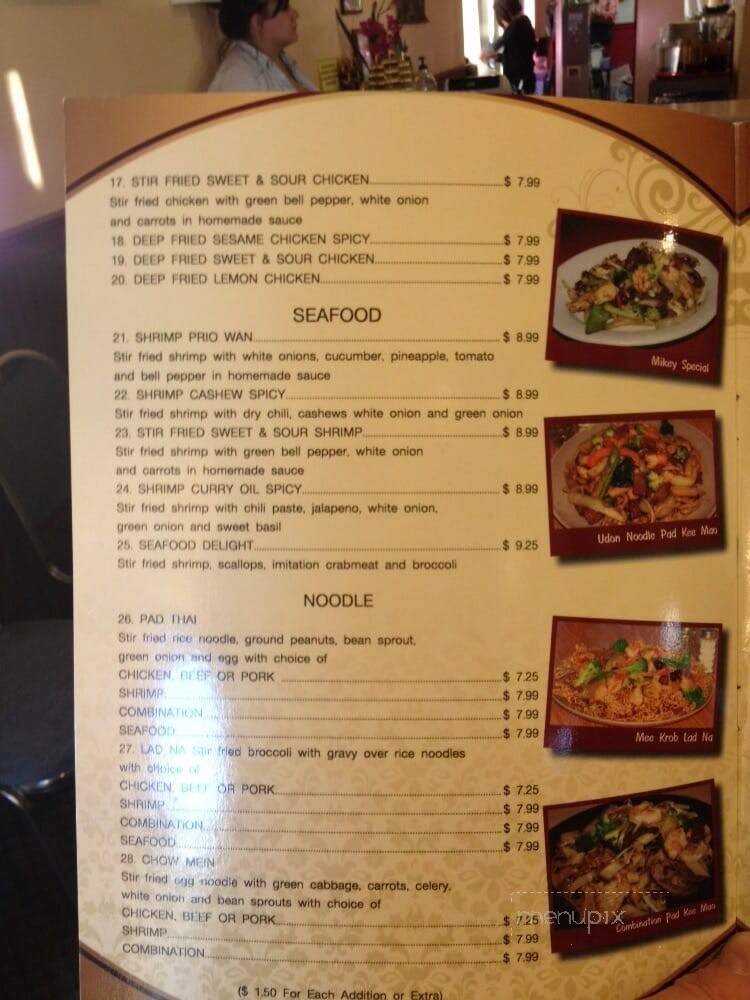 17. STIR FRIED SWEET & SOUR CHICKEN $ 7.99
Stir fried chicken with green bell pepper, white onion
and carrots in homemade sauce
18. DEEP FRIED SESAME CHICKEN SPICY $ 7.99
19. DEEP FRIED SWEET & SOUR CHICKEN $ 7.99
20. DEEP FRIED LEMON CHICKEN $ 7.99
SEAFOOD
21. SHRIMP PRIO WAN $ 8.99
Stir fried shrimp with white onions, cucumber, pineapple, tomato
and bell pepper in homemade sauce
22. SHRIMP CASHEW SPICY $ 8.99
Stir fried shrimp with dry chili, cashews white onion and green onion
23. STIR FRIED SWEET & SOUR SHRIMP $ 8.99
Stir fried shrimp with green bell pepper, white onion
and carrots in homemade sauce
24. SHRIMP CURRY OIL SPICY $ 8.99
Stir fried shrimp with chili paste, jalapeno, white onion,
green onion and sweet basil
25. SEAFOOD DELIGHT $ 9.25
Stir fried shrimp, scallops, imitation crabmeat and broccoli
NOODLE
26. PAD THAI
Stir fried rice noodle, ground peanuts, bean sprout,
green onion and egg with choice of
CHICKEN, BEEF OR PORK $ 7.25
SHRIMP $ 7.99
COMBINATION $ 7.99
SEAFOOD $ 7.99
27. LAD NA Stir fried broccoli with gravy over rice noodles
with choice of
CHICKEN, BEEF OR PORK $ 7.25
SHRIMP $ 7.99
COMBINATION $ 7.99
SEAFOOD $ 7.99
28. CHOW MEIN
Stir fried egg noodle with green cabbage, carrots, celery,
white onion and bean sprouts with choice of
CHICKEN, BEEF OR PORK $ 7.25
SHRIMP $ 7.99
COMBINATION $ 7.99
($ 1.50 For Each Addition or Extra)
Mikey Special
Udon Noodle Pad Kee Mao
Mee Krob Lad Na
Combination Pad Kee Mao
menupix